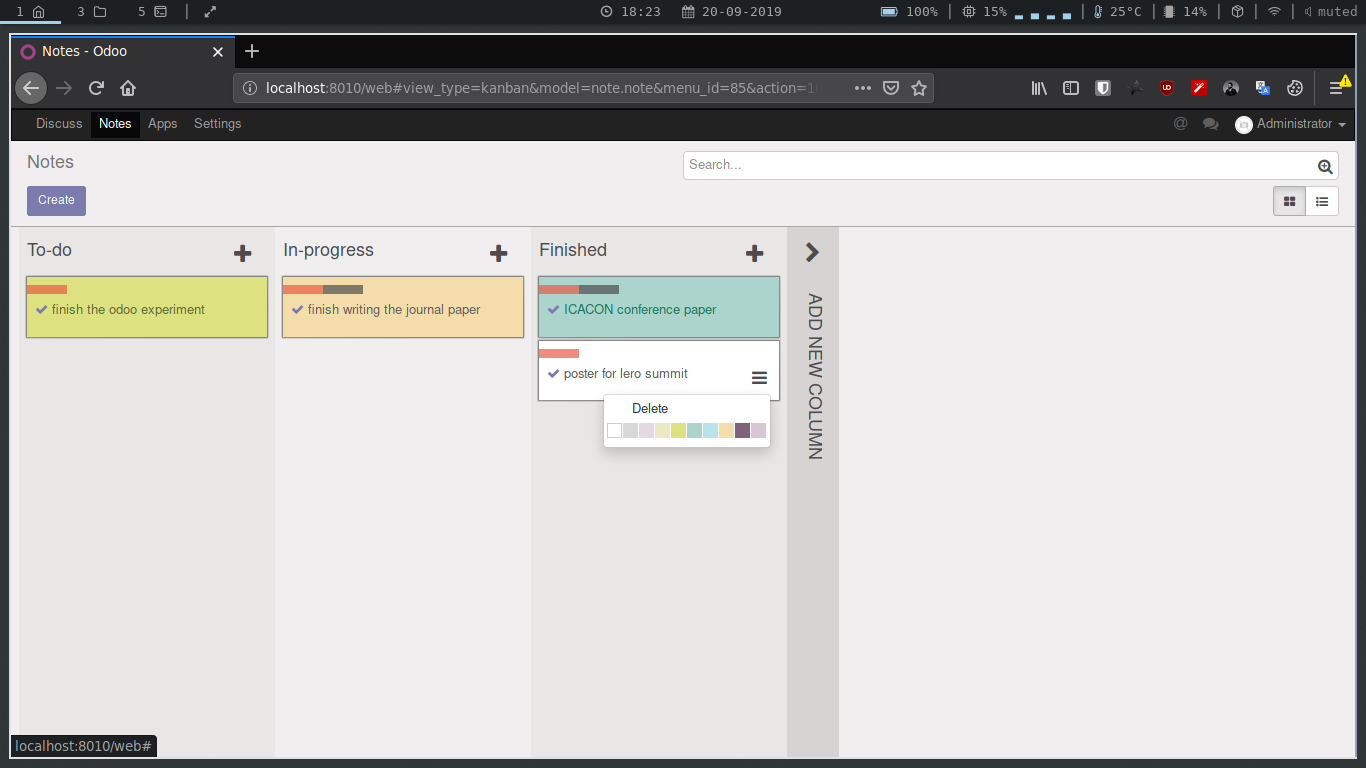 1 3 5 18:23 20-09-2019 100% 15% 25°C 14% muted
Notes - Odoo
localhost:8010/web#view_type=kanban&model=note.note&menu_id=85&action=1
Discuss Notes Apps Settings Administrator
Notes
Search...
Create
To-do In-progress Finished
finish the odoo experiment
finish writing the journal paper
ICACON conference paper
poster for lero summit
Delete
ADD NEW COLUMN
localhost:8010/web#